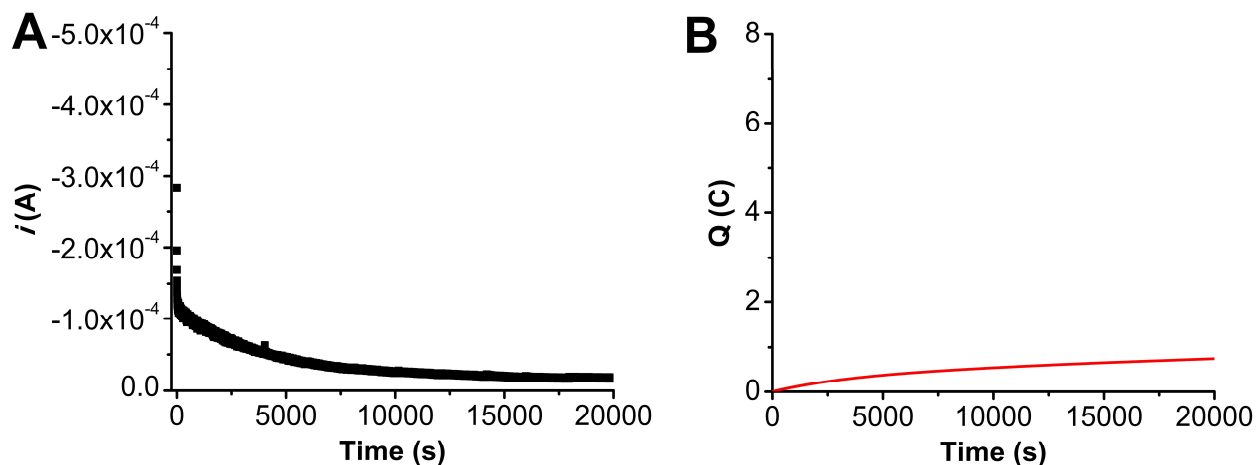 A
-5.0x10⁻⁴
-4.0x10⁻⁴
-3.0x10⁻⁴
-2.0x10⁻⁴
-1.0x10⁻⁴
0.0
i (A)
0 5000 10000 15000 20000
Time (s)
B
8
6
4
2
0
Q (C)
0 5000 10000 15000 20000
Time (s)